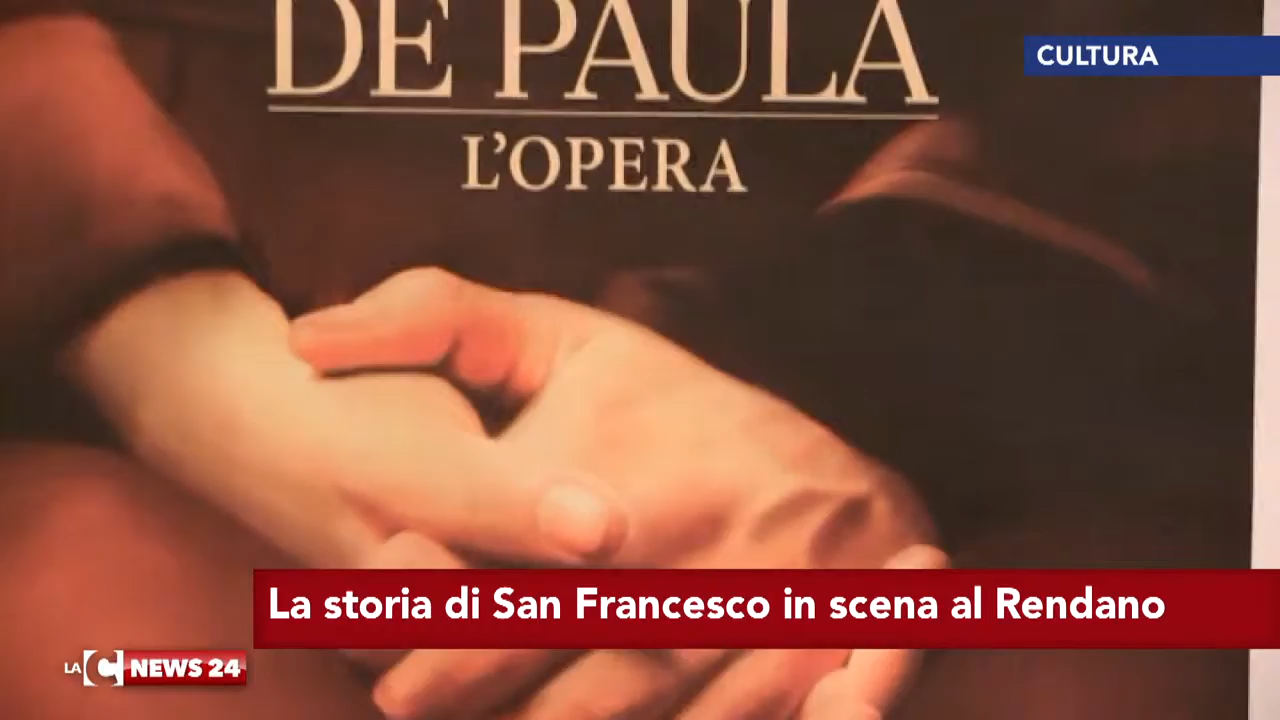 DE PAULA
L'OPERA
CULTURA
La storia di San Francesco in scena al Rendano
LA C NEWS 24